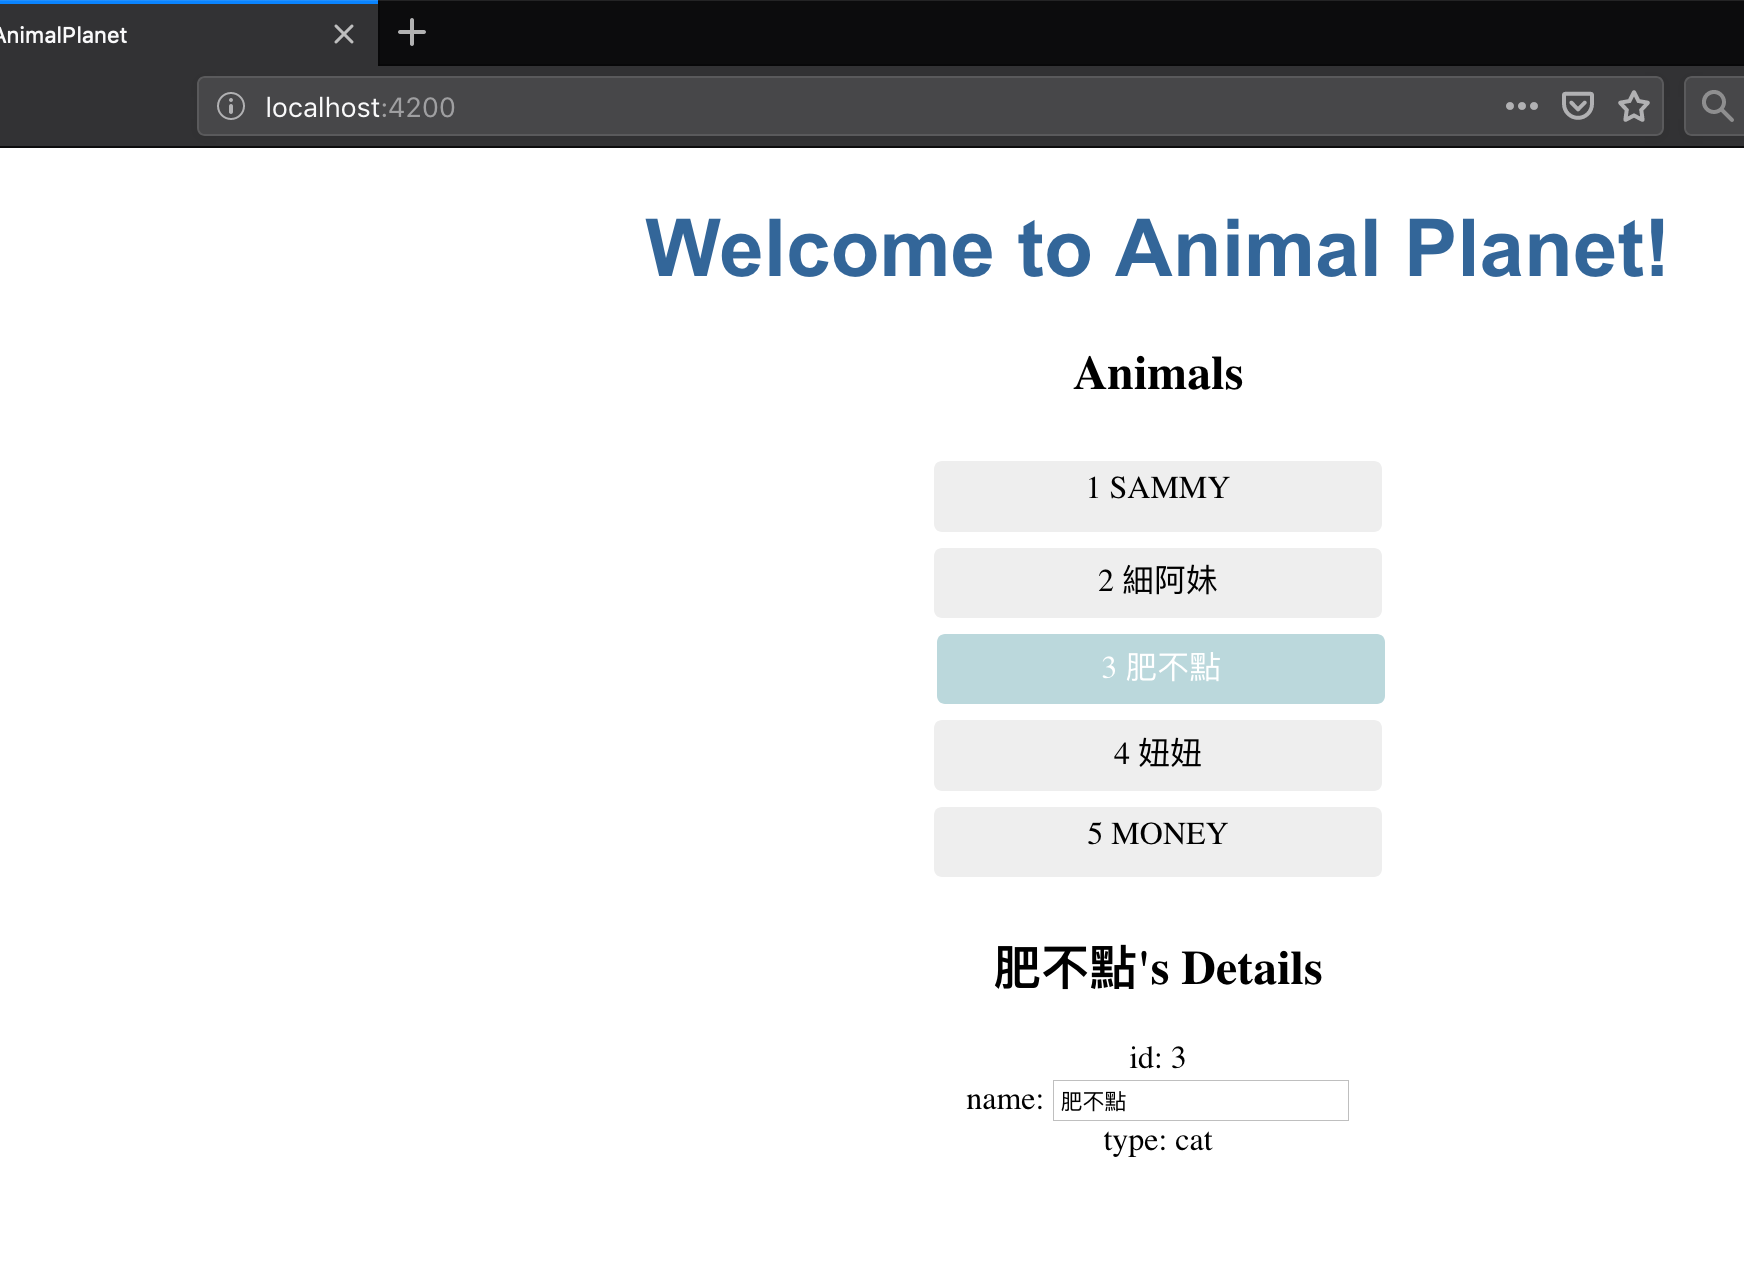 AnimalPlanet
localhost:4200
Welcome to Animal Planet!
Animals
1 SAMMY
2 細阿妹
3 肥不點
4 妞妞
5 MONEY
肥不點's Details
id: 3
name: 肥不點
type: cat